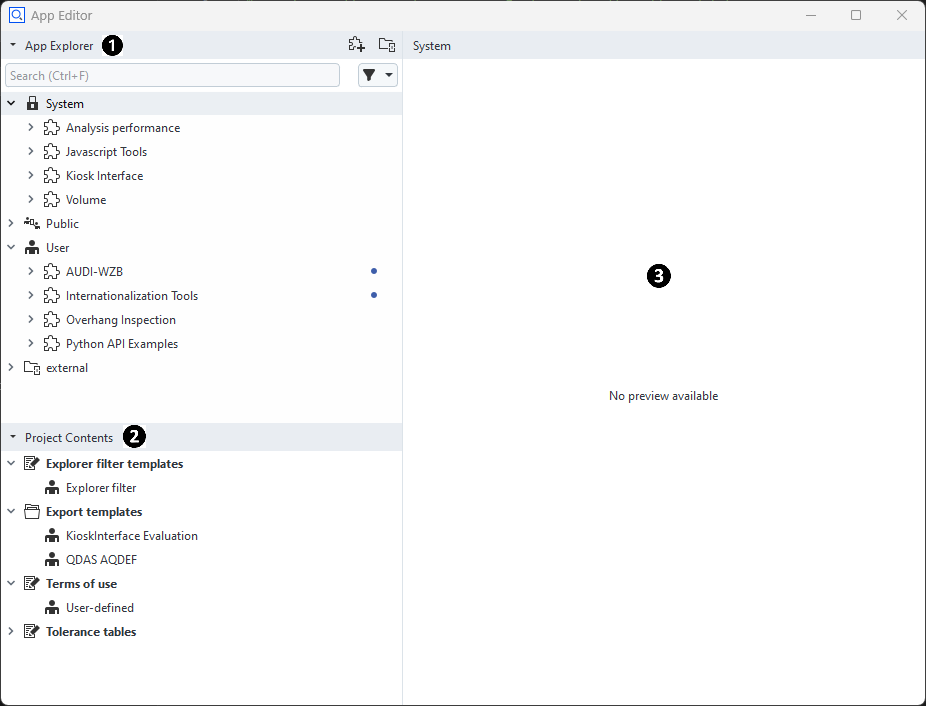 App Editor
App Explorer 1
System
Search (Ctrl+F)
System
Analysis performance
Javascript Tools
Kiosk Interface
Volume
Public
User
AUDI-WZB
Internationalization Tools
Overhang Inspection
Python API Examples
external
3
No preview available
Project Contents 2
Explorer filter templates
Explorer filter
Export templates
KioskInterface Evaluation
QDAS AQDEF
Terms of use
User-defined
Tolerance tables